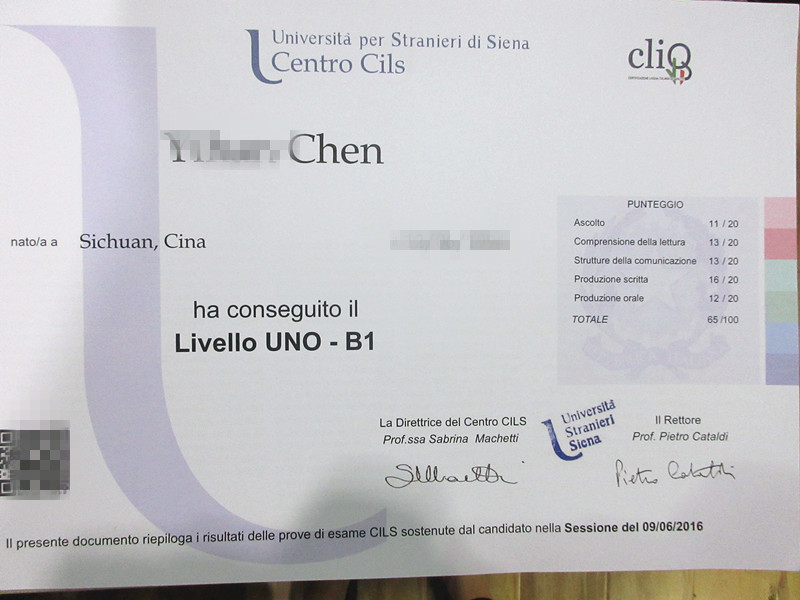 Università per Stranieri di Siena
Centro Cils
cliQ
Chen
nato/a a Sichuan, Cina
PUNTEGGIO
Ascolto 11 / 20
Comprensione della lettura 13 / 20
Strutture della comunicazione 13 / 20
Produzione scritta 16 / 20
Produzione orale 12 / 20
TOTALE 65 /100
ha conseguito il
Livello UNO - B1
La Direttrice del Centro CILS
Prof.ssa Sabrina Machetti
Università
Stranieri
Siena
Il Rettore
Prof. Pietro Cataldi
Pietro Cataldi
Il presente documento riepiloga i risultati delle prove di esame CILS sostenute dal candidato nella Sessione del 09/06/2016